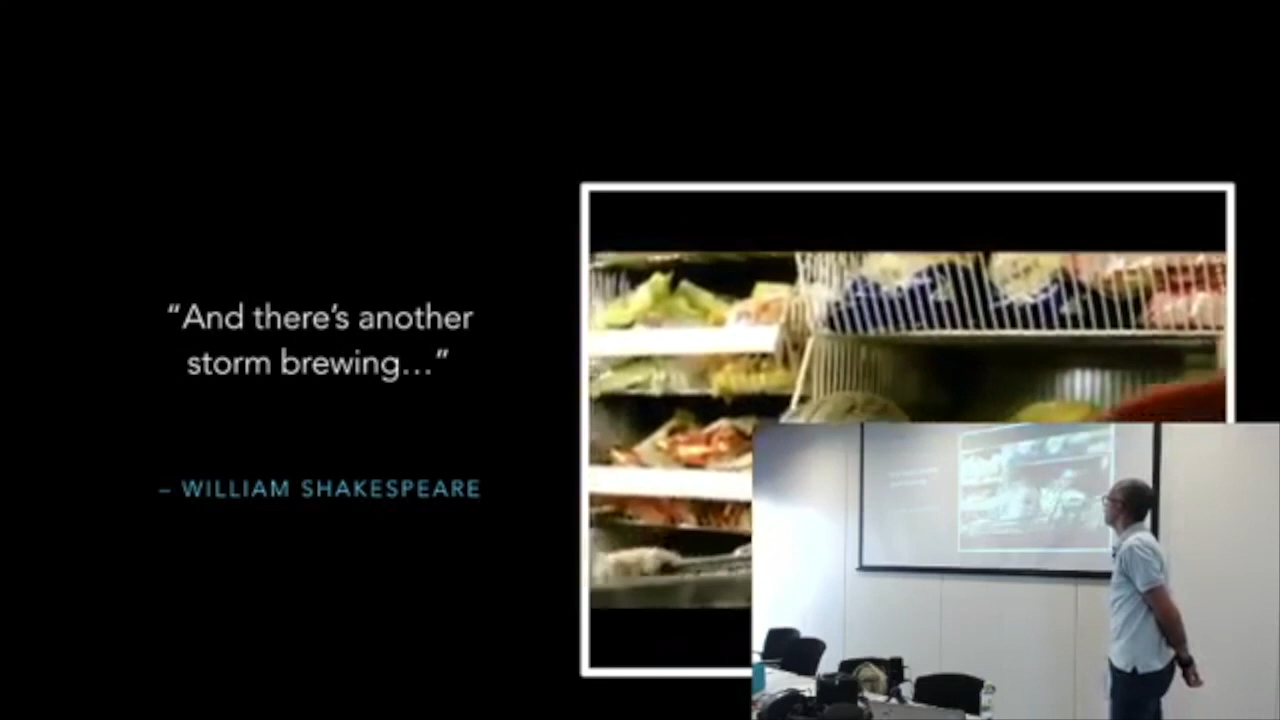 “And there’s another
storm brewing…”
– WILLIAM SHAKESPEARE